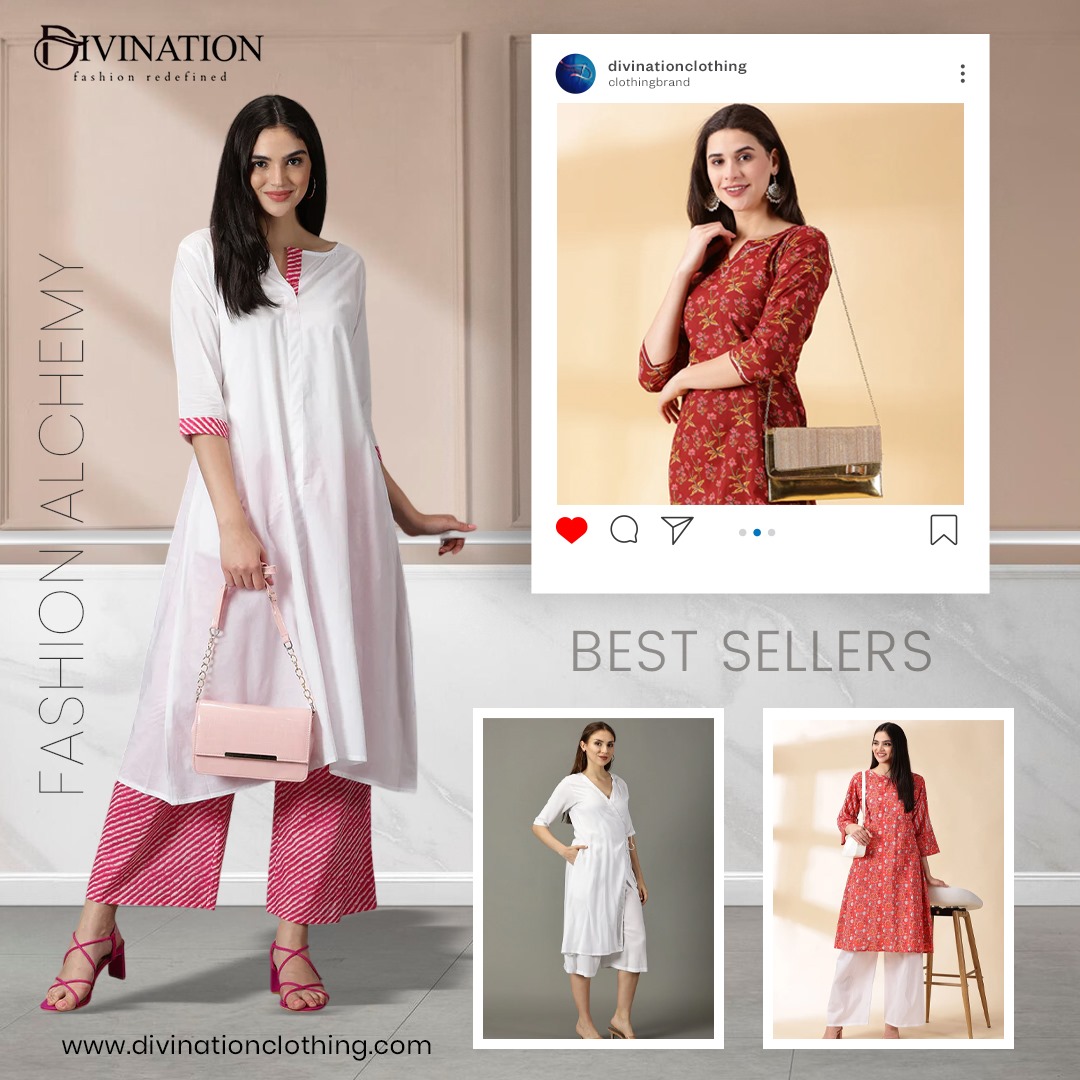 DIVINATION
fashion redefined
divinationclothing
clothingbrand
FASHION ALCHEMY
BEST SELLERS
www.divinationclothing.com